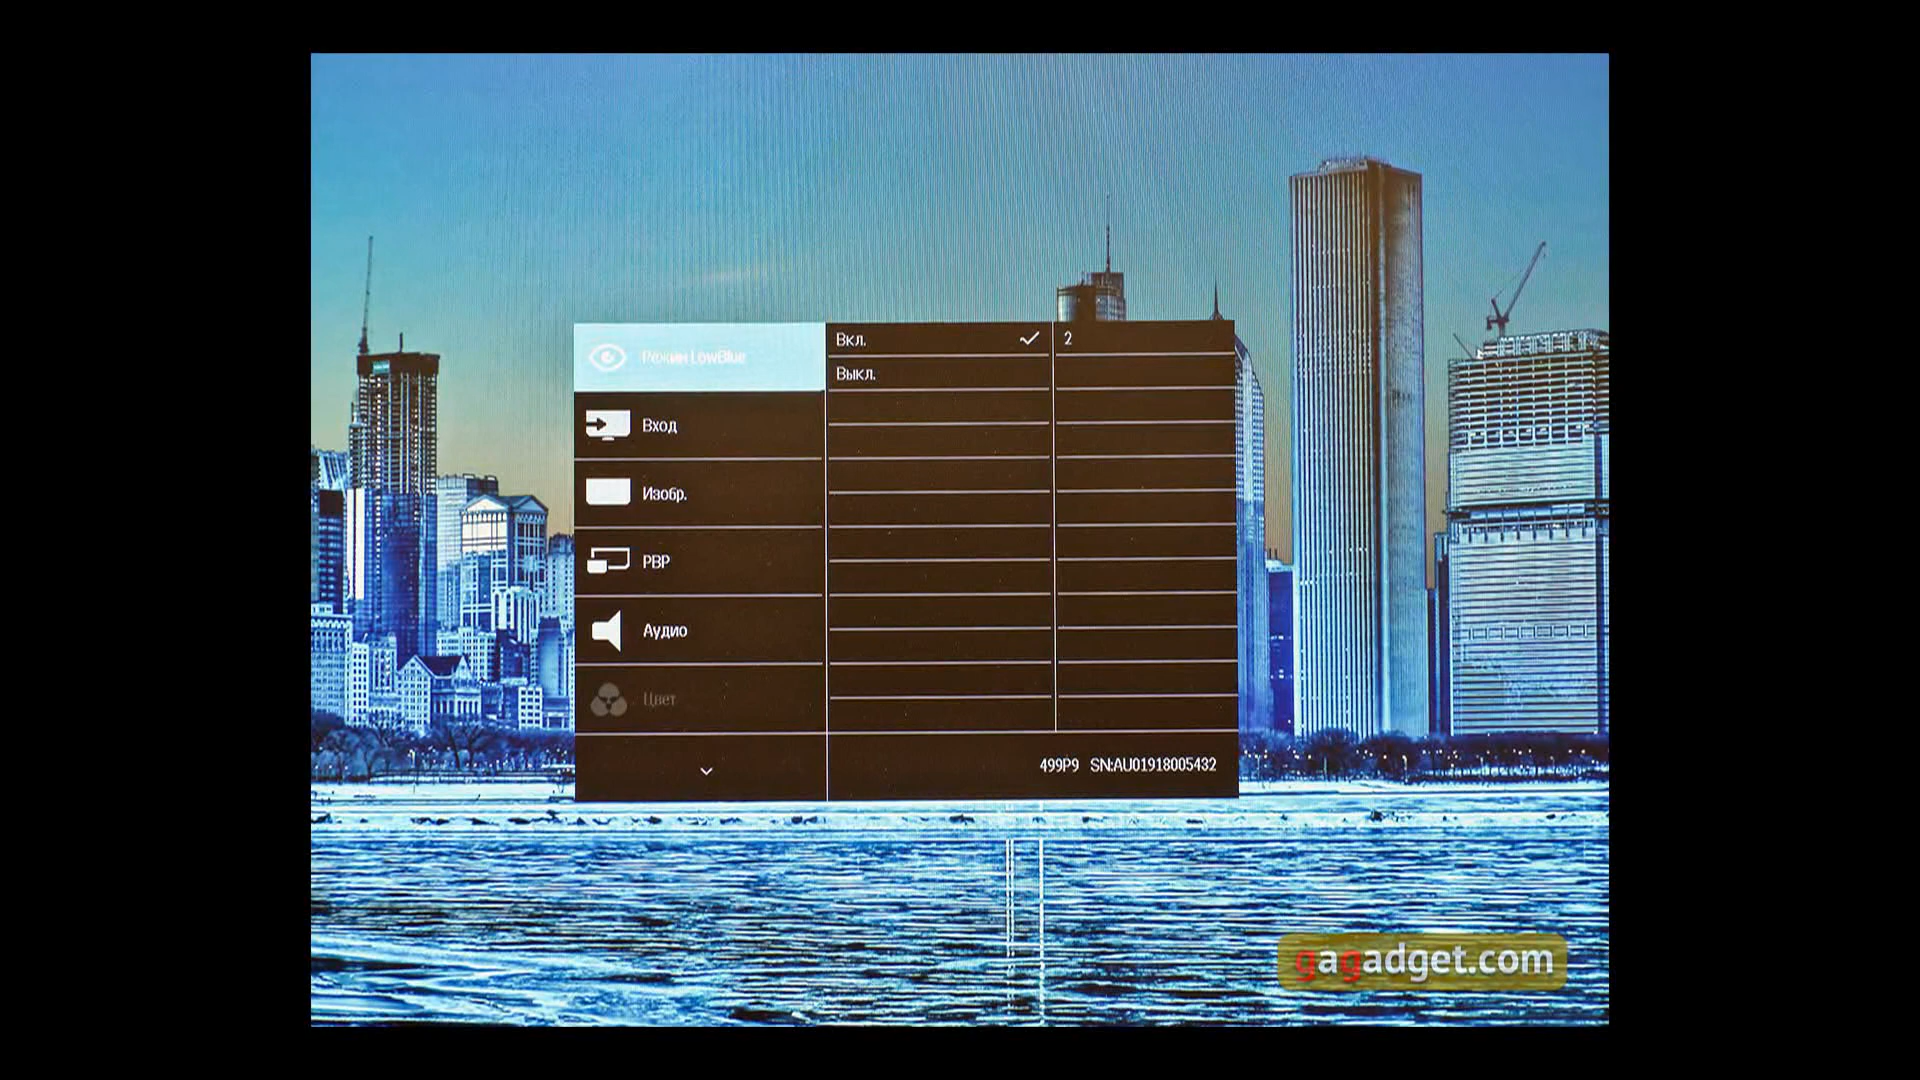 Режим LowBlue
Вкл.
2
Выкл.
Вход
Изобр.
PBP
Аудио
Цвет
499P9 SN:AU01918005432
gagadget.com